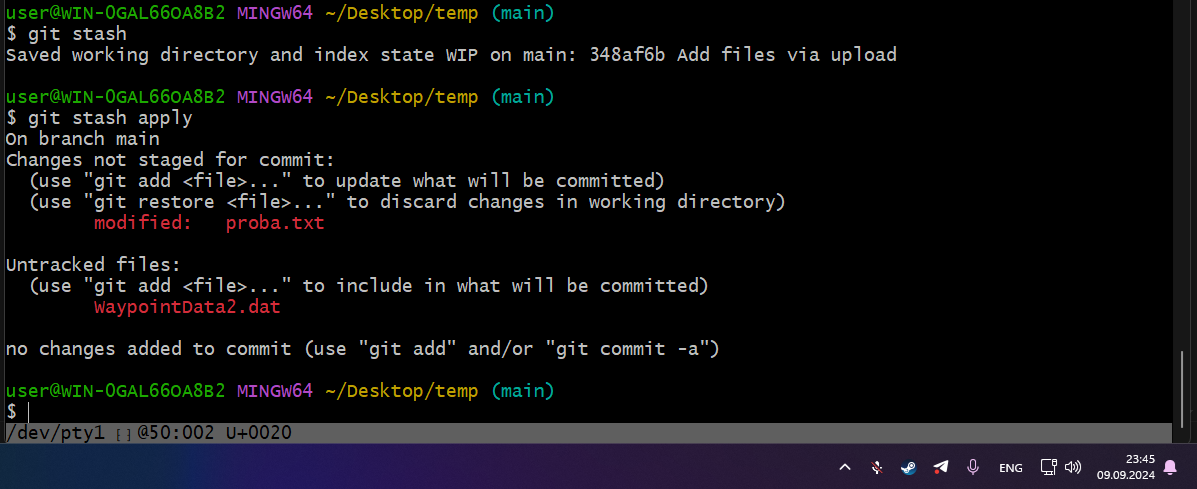 user@WIN-0GAL66OA8B2 MINGW64 ~/Desktop/temp (main)
$ git stash
Saved working directory and index state WIP on main: 348af6b Add files via upload
user@WIN-0GAL66OA8B2 MINGW64 ~/Desktop/temp (main)
$ git stash apply
On branch main
Changes not staged for commit:
  (use "git add <file>..." to update what will be committed)
  (use "git restore <file>..." to discard changes in working directory)
        modified:   proba.txt
Untracked files:
  (use "git add <file>..." to include in what will be committed)
        WaypointData2.dat
no changes added to commit (use "git add" and/or "git commit -a")
user@WIN-0GAL66OA8B2 MINGW64 ~/Desktop/temp (main)
$
/dev/pty1 [ ] @50:002 U+0020
ENG
23:45
09.09.2024